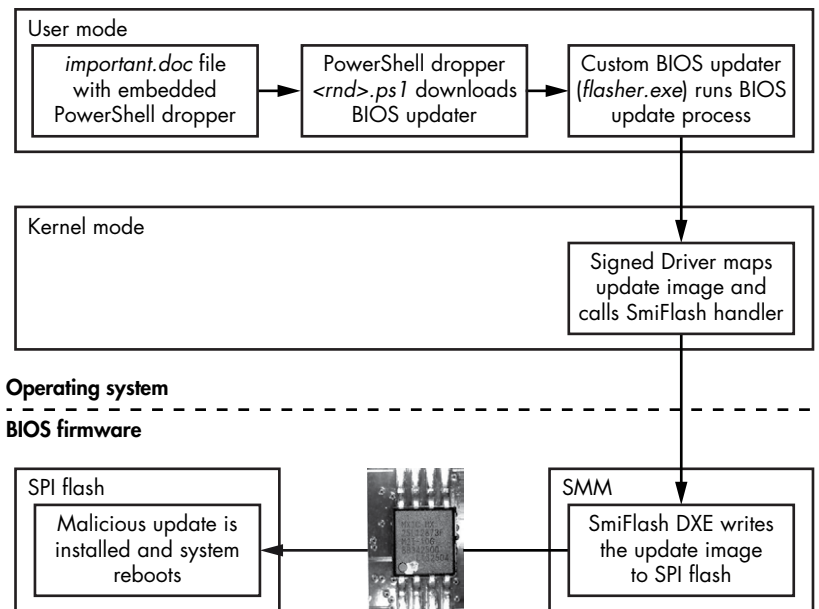 User mode
important.doc file
with embedded
PowerShell dropper
PowerShell dropper
<rnd>.ps1 downloads
BIOS updater
Custom BIOS updater
(flasher.exe) runs BIOS
update process
Kernel mode
Signed Driver maps
update image and
calls SmiFlash handler
Operating system
BIOS firmware
SPI flash
Malicious update is
installed and system
reboots
SMM
SmiFlash DXE writes
the update image
to SPI flash